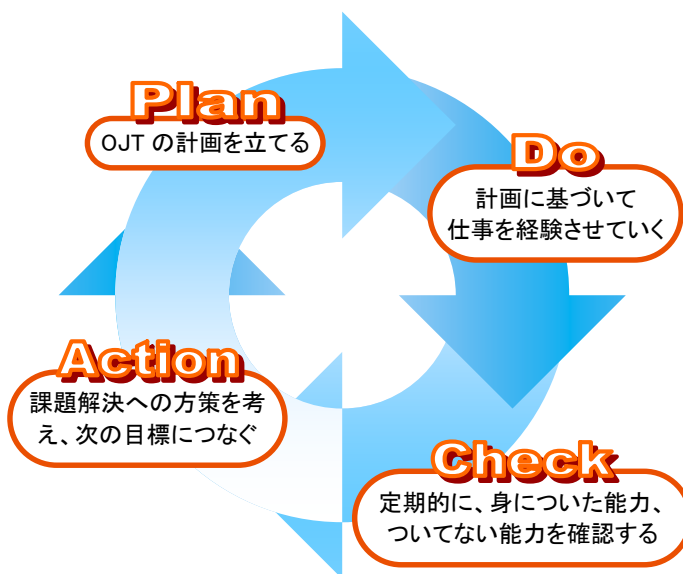 Plan
OJT の計画を立てる
Do
計画に基づいて
仕事を経験させていく
Check
定期的に、身についた能力、
ついてない能力を確認する
Action
課題解決への方策を考
え、次の目標につなぐ